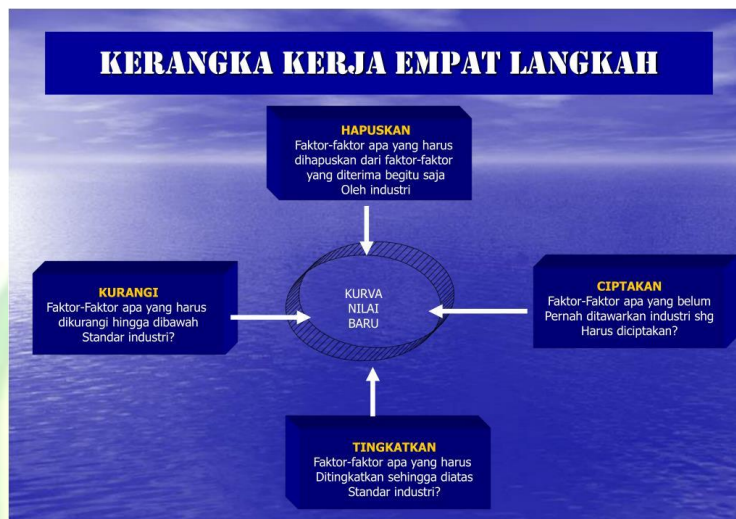 KERANGKA KERJA EMPAT LANGKAH
HAPUSKAN
Faktor-faktor apa yang harus
dihapuskan dari faktor-faktor
yang diterima begitu saja
Oleh industri
KURANGI
Faktor-Faktor apa yang harus
dikurangi hingga dibawah
Standar industri?
KURVA
NILAI
BARU
CIPTAKAN
Faktor-Faktor apa yang belum
Pernah ditawarkan industri shg
Harus diciptakan?
TINGKATKAN
Faktor-faktor apa yang harus
Ditingkatkan sehingga diatas
Standar industri?